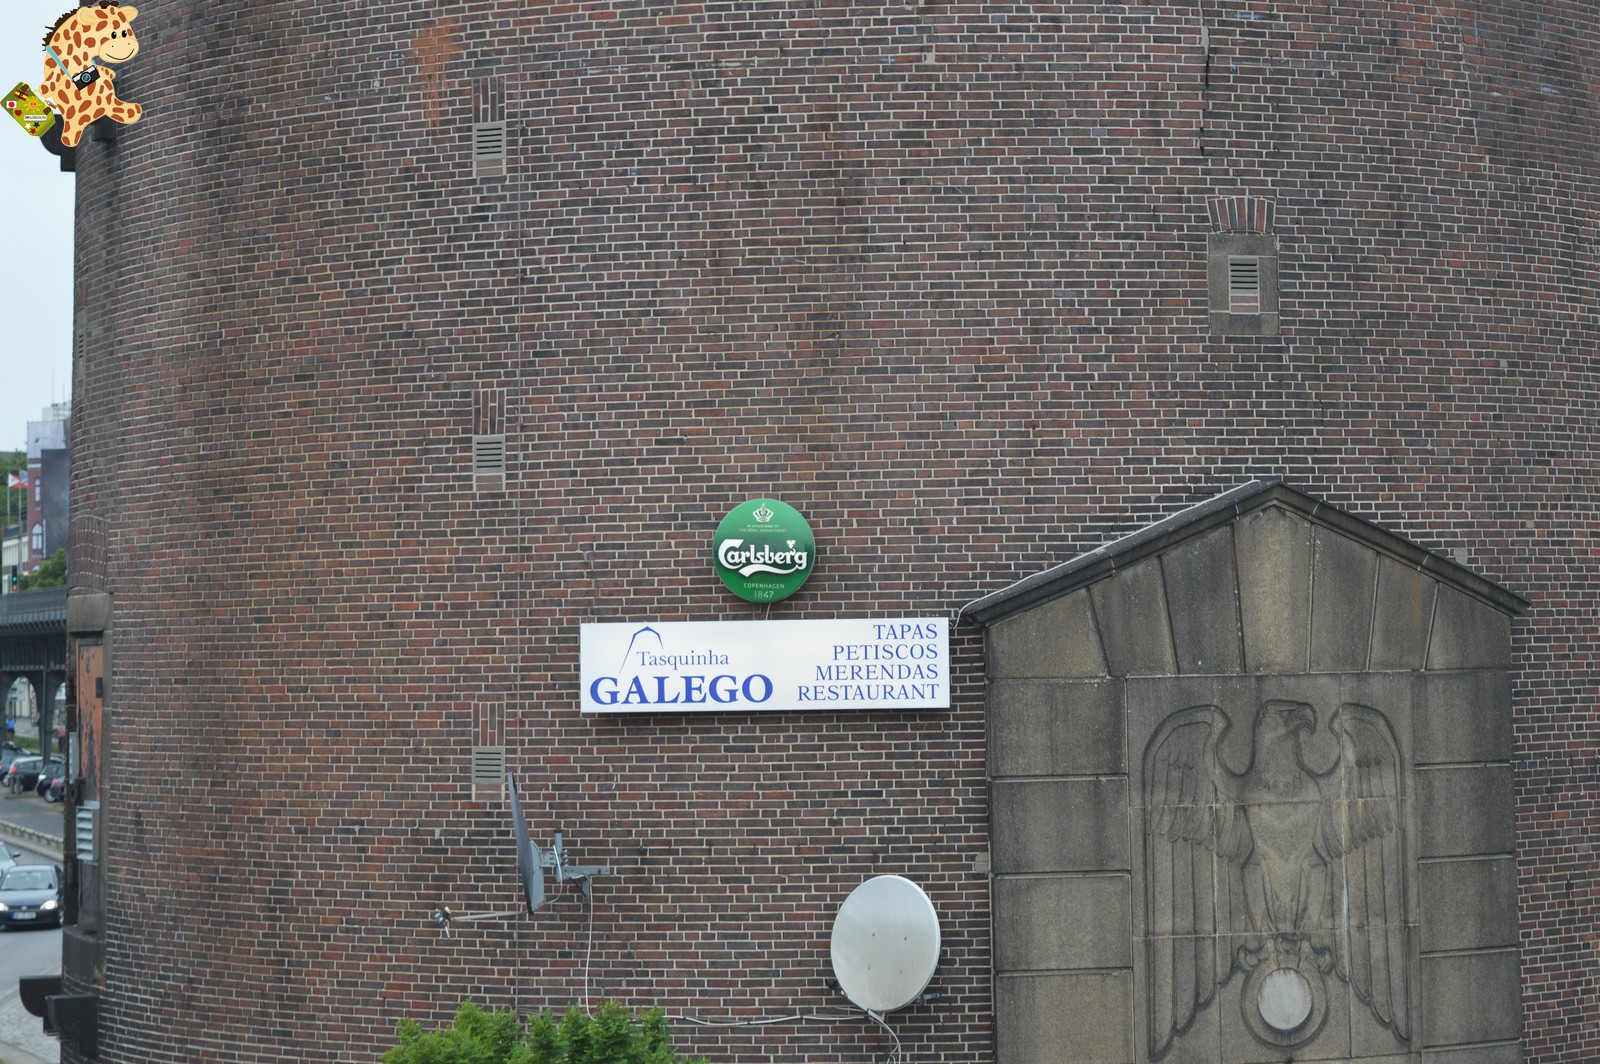 Carlsberg
COPENHAGEN
1847
Tasquinha
GALEGO
TAPAS
PETISCOS
MERENDAS
RESTAURANT